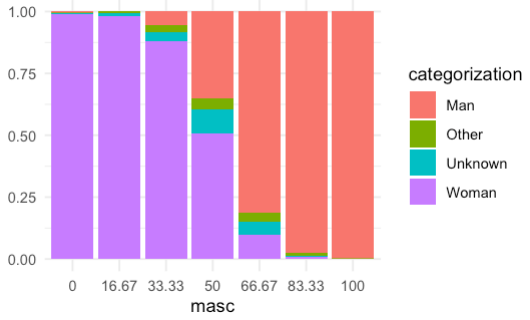 1.00
0.75
0.50
0.25
0.00
0 16.67 33.33 50 66.67 83.33 100
masc
categorization
Man
Other
Unknown
Woman